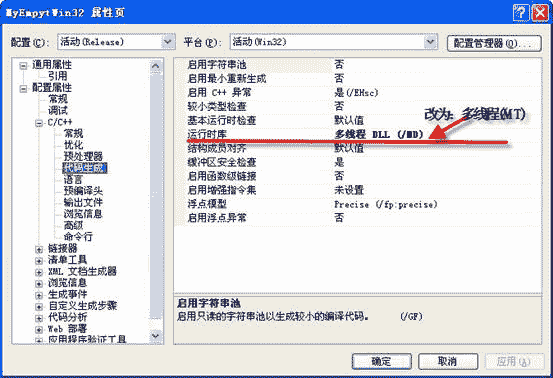 MyEmpytWin32 属性页
配置(C): 活动(Release) 平台(P): 活动(Win32) 配置管理器(O)...
通用属性
引用
配置属性
常规
调试
C/C++
常规
优化
预处理器
代码生成
语言
预编译头
输出文件
浏览信息
高级
命令行
链接器
清单工具
XML 文档生成器
浏览信息
生成事件
自定义生成步骤
代码分析
Web 部署
应用程序验证工具
启用字符串池 否
启用最小重新生成 否
启用 C++ 异常 是(/EHsc)
较小类型检查 否
基本运行时检查 默认值
运行时库 多线程 DLL (/MD)
结构成员对齐 默认值
缓冲区安全检查 是
启用函数级链接 否
启用增强指令集 未设置
浮点模型 Precise (/fp:precise)
启用浮点异常 否
改为：多线程(MT)
启用字符串池
启用只读的字符串池以生成较小的编译代码。 (/GF)
确定 取消 应用(A)